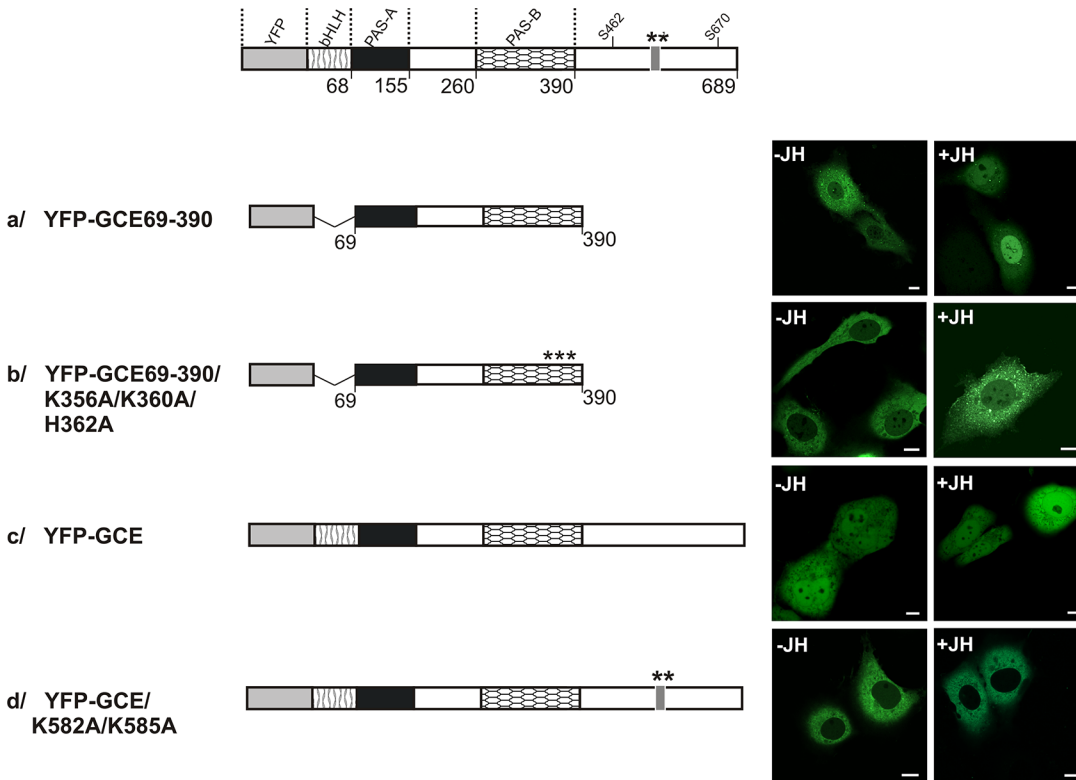 YFP bHLH PAS-A PAS-B S462 ** S670
68 155 260 390 689
-JH +JH
a/ YFP-GCE69-390
69 390
-JH +JH
***
b/ YFP-GCE69-390/
K356A/K360A/
H362A
69 390
-JH +JH
c/ YFP-GCE
-JH +JH
**
d/ YFP-GCE/
K582A/K585A